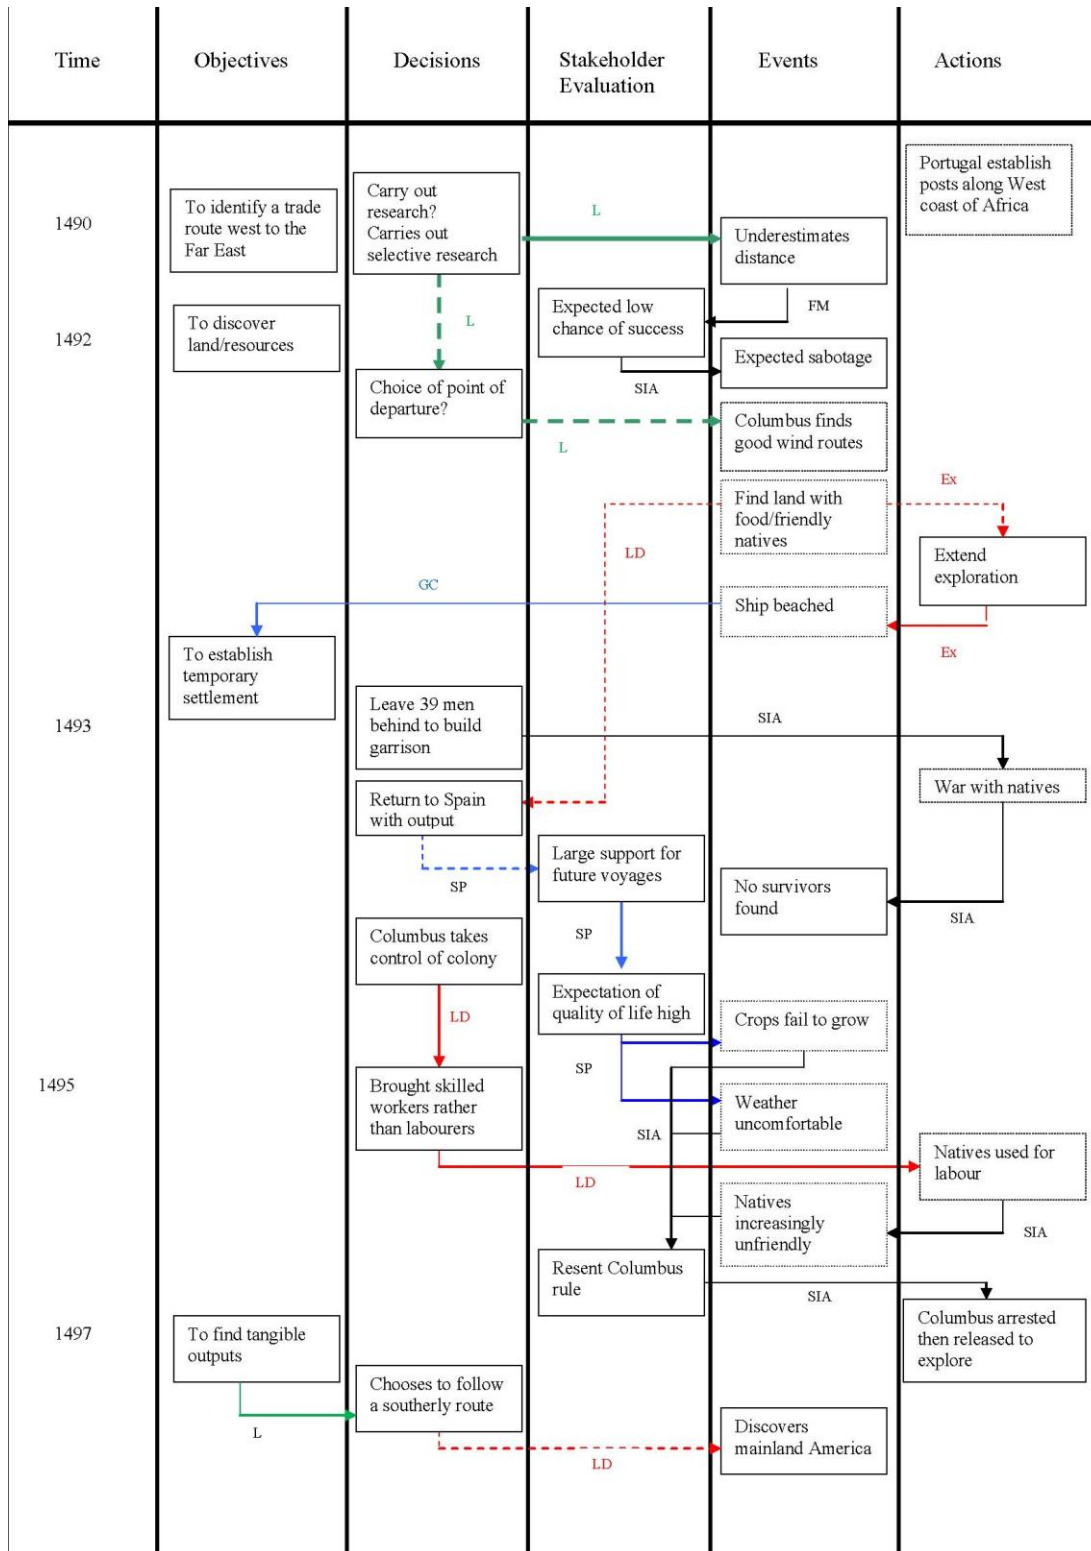 Time
Objectives
Decisions
Stakeholder
Evaluation
Events
Actions
Portugal establish
posts along West
coast of Africa
1490
To identify a trade
route west to the
Far East
Carry out
research?
Carries out
selective research
L
Underestimates
distance
FM
L
1492
To discover
land/resources
Expected low
chance of success
SIA
Expected sabotage
Choice of point of
departure?
L
Columbus finds
good wind routes
Find land with
food/friendly
natives
Ex
LD
Extend
exploration
GC
Ship beached
Ex
To establish
temporary
settlement
1493
Leave 39 men
behind to build
garrison
SIA
War with natives
Return to Spain
with output
SP
Large support for
future voyages
No survivors
found
SIA
SP
Columbus takes
control of colony
LD
Expectation of
quality of life high
Crops fail to grow
SP
1495
Brought skilled
workers rather
than labourers
Weather
uncomfortable
SIA
LD
Natives used for
labour
SIA
Natives
increasingly
unfriendly
Resent Columbus
rule
SIA
Columbus arrested
then released to
explore
1497
To find tangible
outputs
L
Chooses to follow
a southerly route
LD
Discovers
mainland America